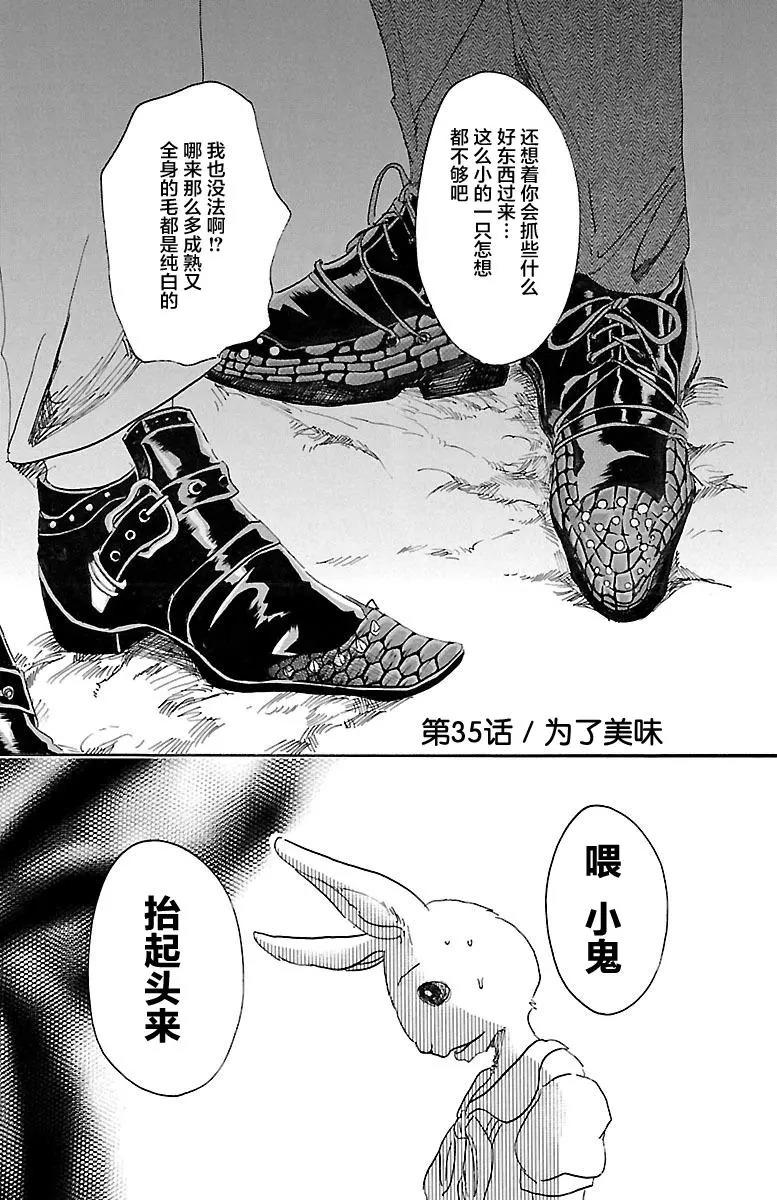 还想着你会抓些什么
好东西过来…
这么小的一只怎想
都不够吧
我也没法啊!?
哪来那么多成熟又
全身的毛都是纯白的
第35话 / 为了美味
喂 小鬼
抬起头来